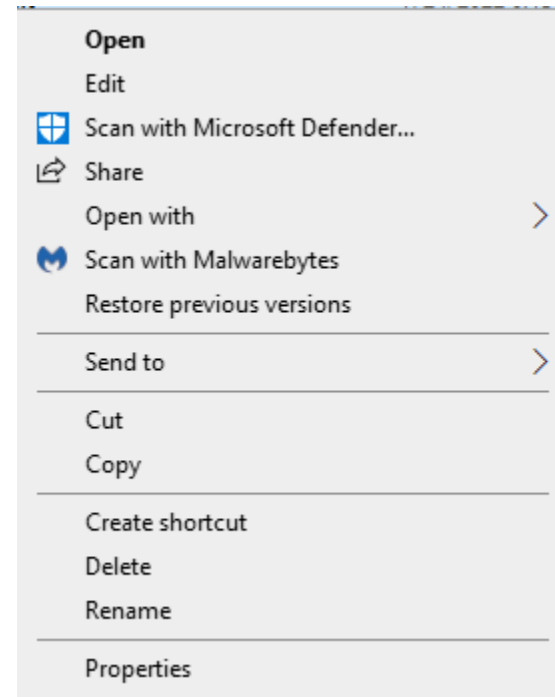 Open
Edit
Scan with Microsoft Defender...
Share
Open with
Scan with Malwarebytes
Restore previous versions
Send to
Cut
Copy
Create shortcut
Delete
Rename
Properties